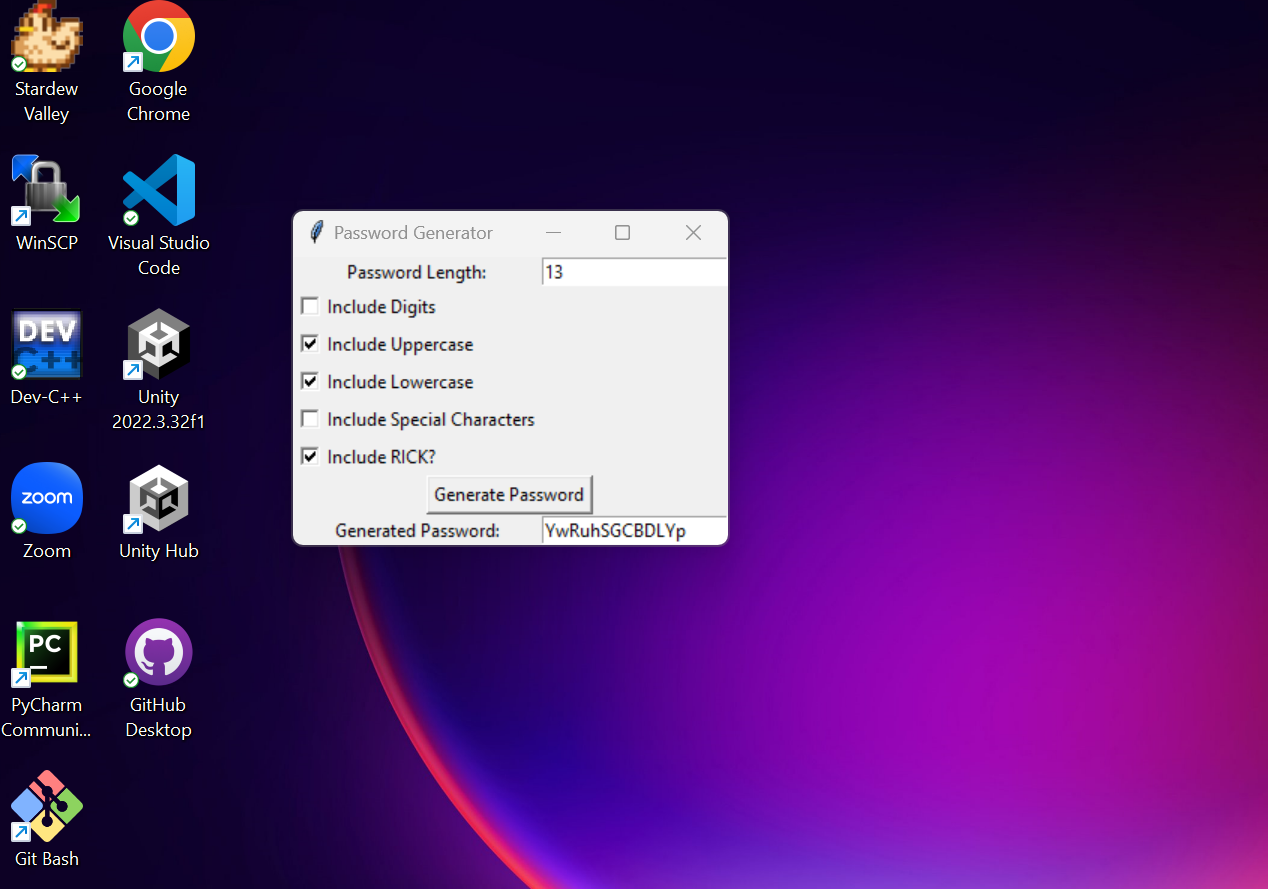 Stardew
Valley
Google
Chrome
WinSCP
Visual Studio
Code
DEV
C++
Dev-C++
Unity
2022.3.32f1
zoom
Zoom
Unity Hub
PC
PyCharm
Communi...
GitHub
Desktop
Git Bash
Password Generator
Password Length: 13
Include Digits
Include Uppercase
Include Lowercase
Include Special Characters
Include RICK?
Generate Password
Generated Password: YwRuhSGCBDLYp